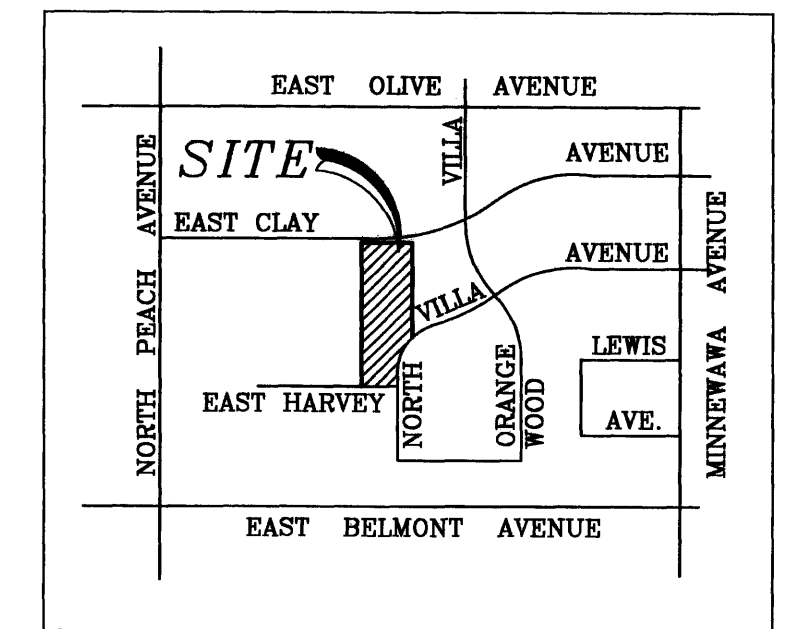 EAST OLIVE AVENUE
VILLA
AVENUE
SITE
NORTH PEACH AVENUE
EAST CLAY
AVENUE
MINNEWAWA AVENUE
VILLA
LEWIS
AVE.
EAST HARVEY
NORTH
ORANGE
WOOD
EAST BELMONT AVENUE